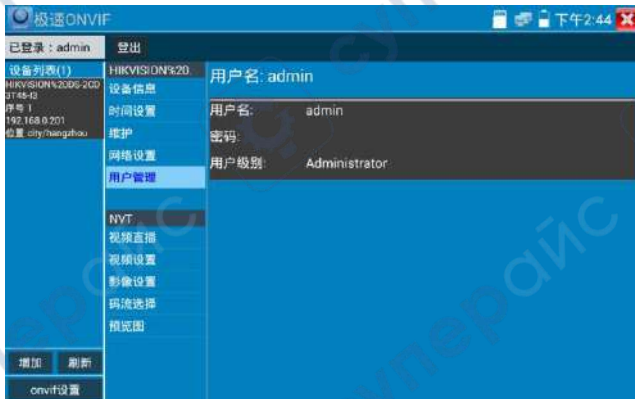 极速ONVIF
下午2:44
已登录：admin
登出
设备列表(1)
HIKVISION%20DS-2CD
3T45-I3
序号 1
192.168.0.201
位置 city/hangzhou
增加
刷新
onvif设置
HIKVISION%20.
设备信息
时间设置
维护
网络设置
用户管理
NVT
视频直播
视频设置
影像设置
码流选择
预览图
用户名: admin
用户名: admin
密码:
用户级别: Administrator